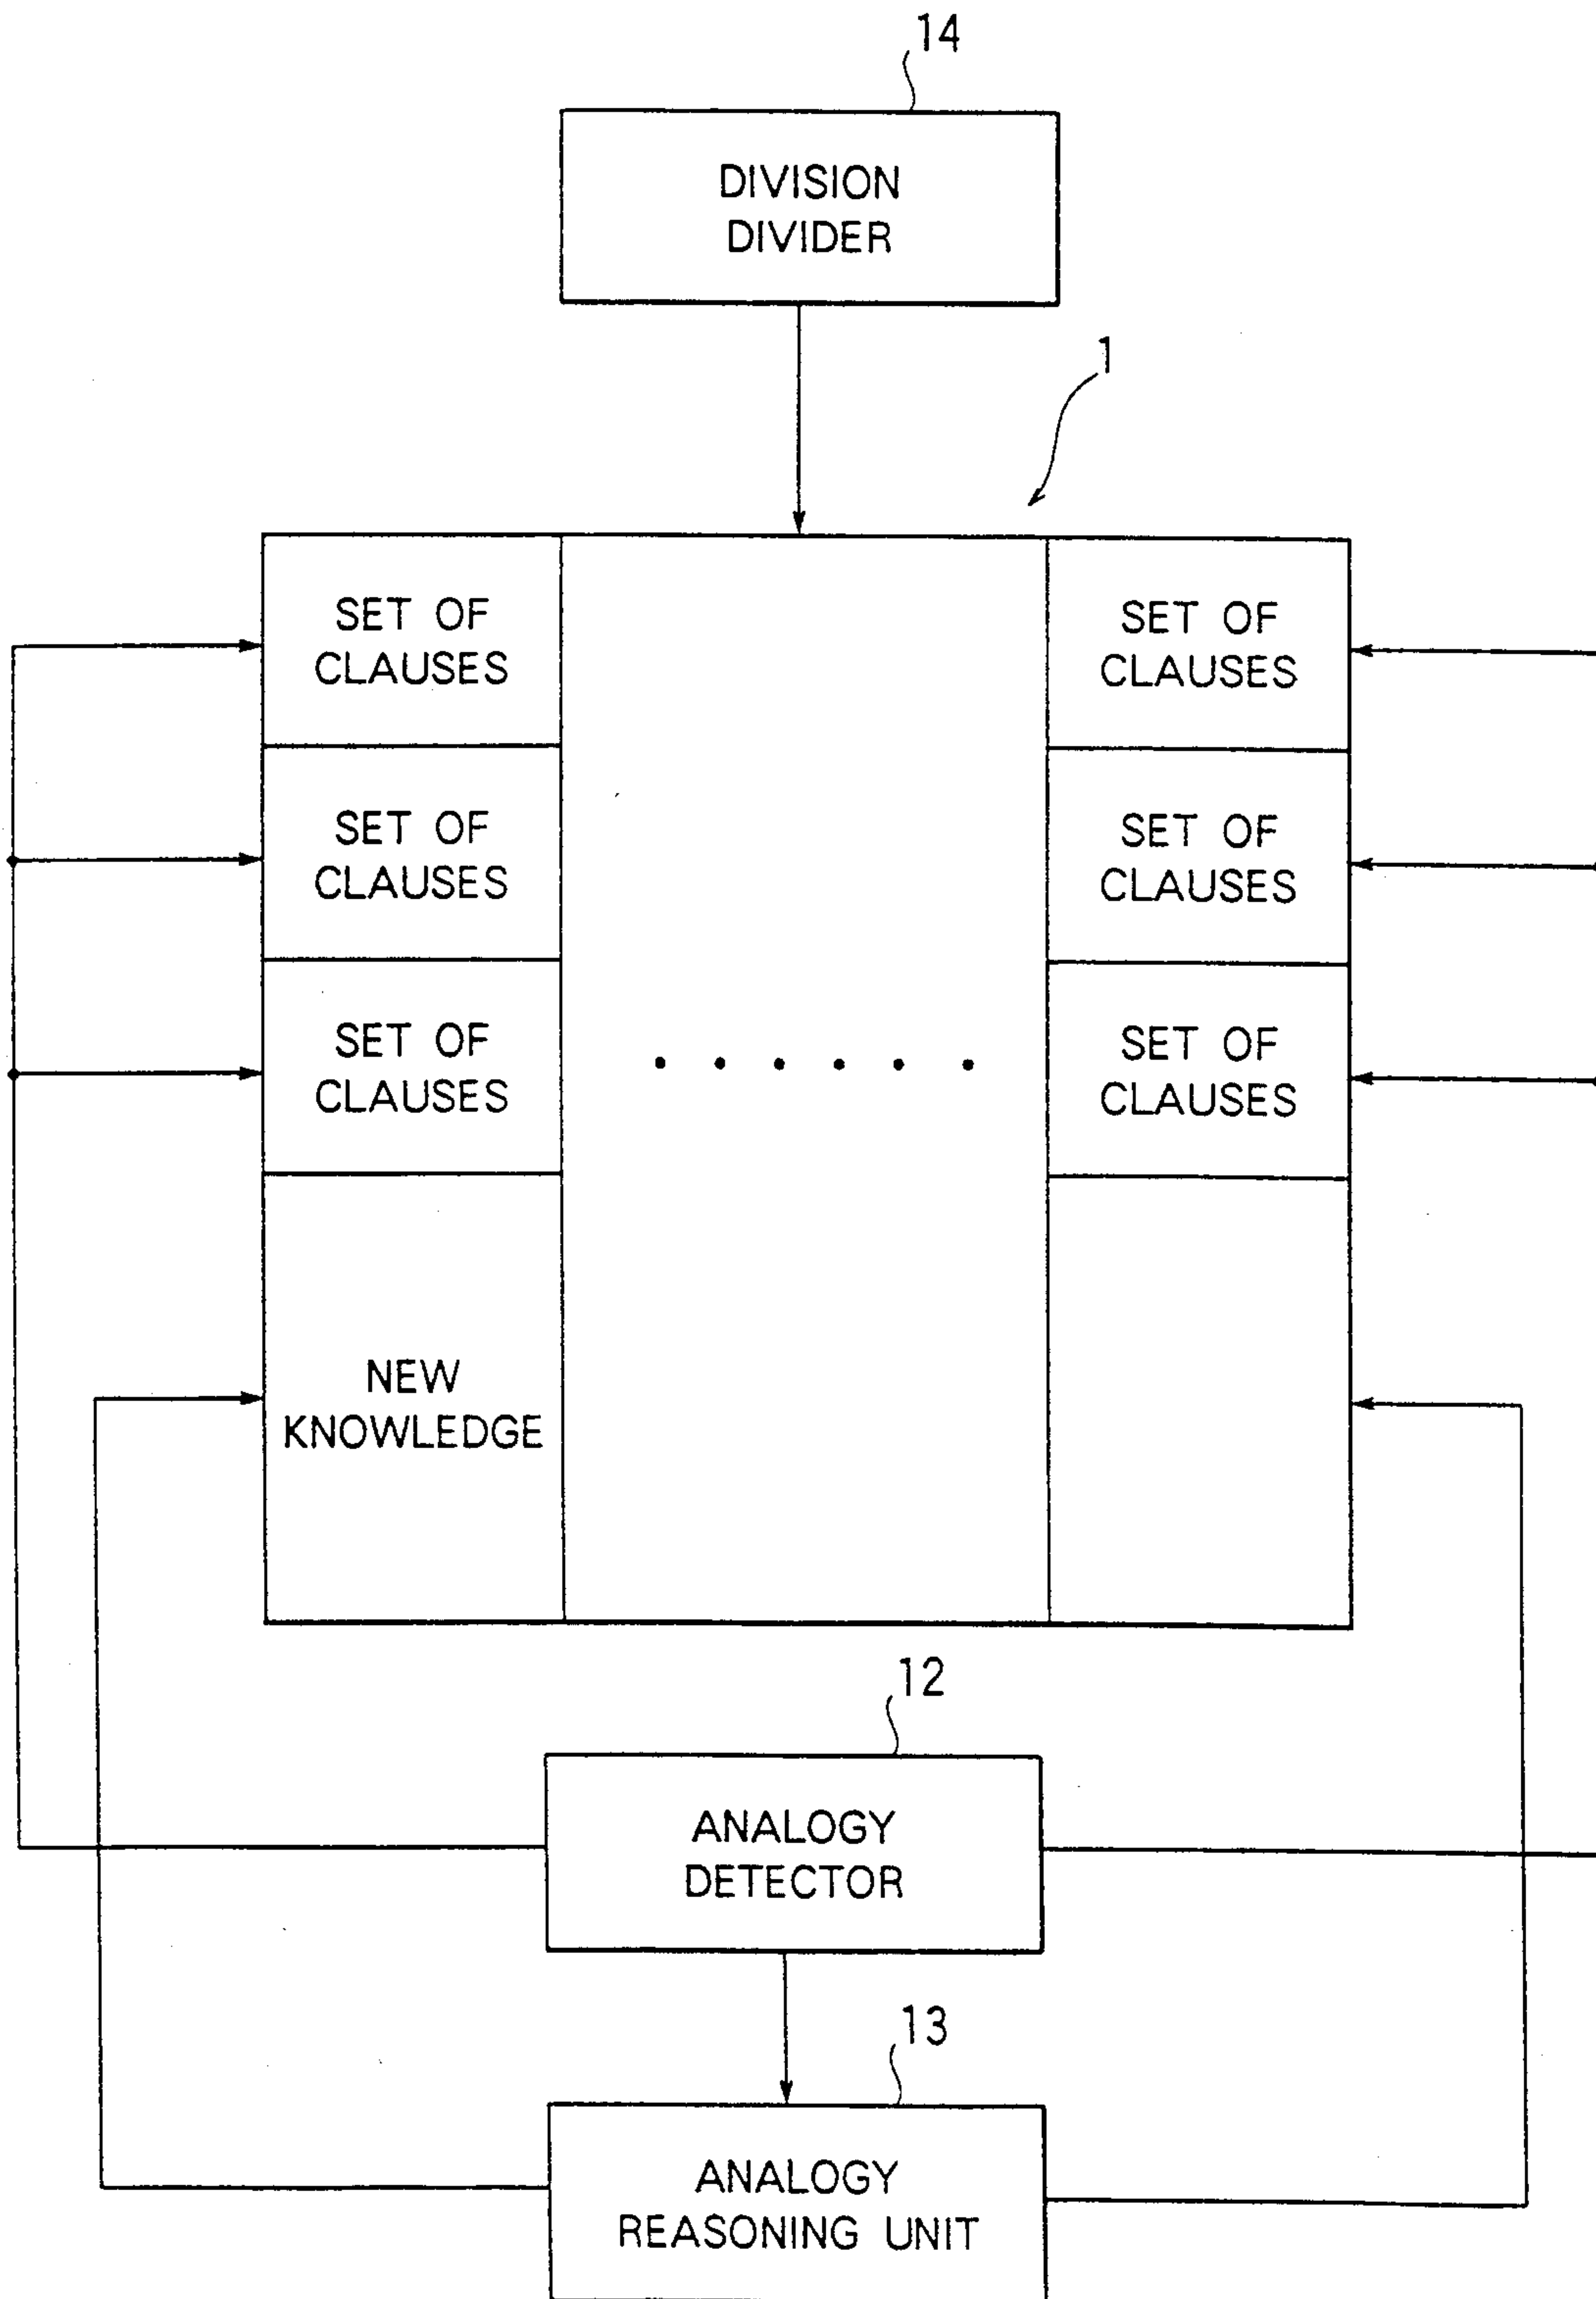 14
DIVISION
DIVIDER
1
SET OF
CLAUSES
SET OF
CLAUSES
SET OF
CLAUSES
SET OF
CLAUSES
SET OF
CLAUSES
SET OF
CLAUSES
NEW
KNOWLEDGE
12
ANALOGY
DETECTOR
13
ANALOGY
REASONING UNIT